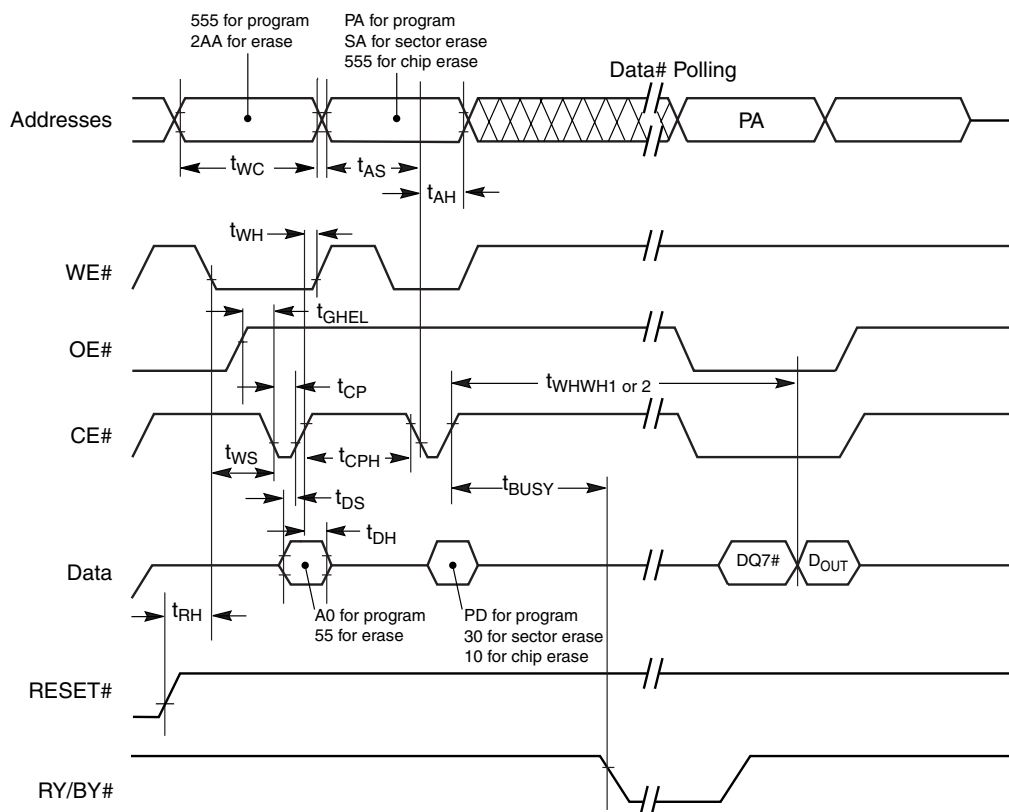 555 for program
2AA for erase
PA for program
SA for sector erase
555 for chip erase
Data# Polling
Addresses
PA
tWC
tAS
tAH
tWH
WE#
tGHEL
OE#
tCP
tWHWH1 or 2
CE#
tWS
tCPH
tBUSY
tDS
tDH
Data
DQ7#
DOUT
tRH
A0 for program
55 for erase
PD for program
30 for sector erase
10 for chip erase
RESET#
RY/BY#